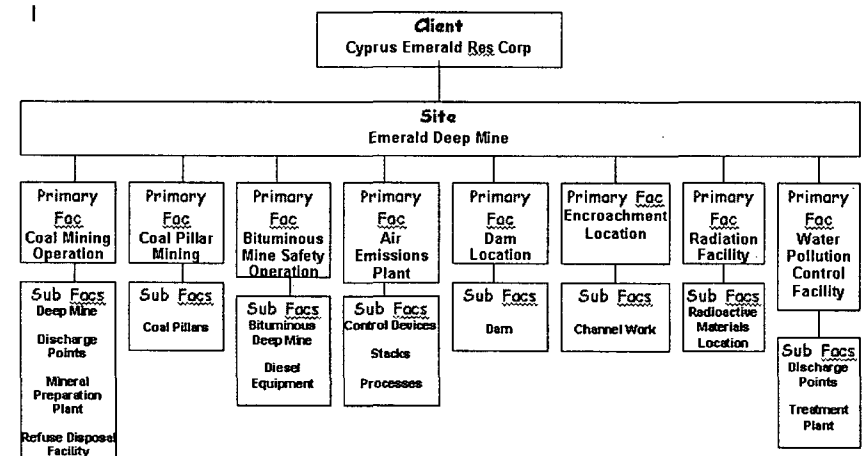 Client
Cyprus Emerald Res Corp
Site
Emerald Deep Mine
Primary
Fac
Coal Mining
Operation
Sub Facs
Deep Mine
Discharge
Points
Mineral
Preparation
Plant
Refuse Disposal
Facility
Primary
Fac
Coal Pillar
Mining
Sub Facs
Coal Pillars
Primary
Fac
Bituminous
Mine Safety
Operation
Sub Facs
Bituminous
Deep Mine
Diesel
Equipment
Primary
Fac
Air
Emissions
Plant
Sub Facs
Control Devices
Stacks
Processes
Primary
Fac
Dam
Location
Sub Facs
Dam
Primary Fac
Encroachment
Location
Sub Facs
Channel Work
Primary
Fac
Radiation
Facility
Sub Facs
Radioactive
Materials
Location
Primary
Fac
Water
Pollution
Control
Facility
Sub Facs
Discharge
Points
Treatment
Plant